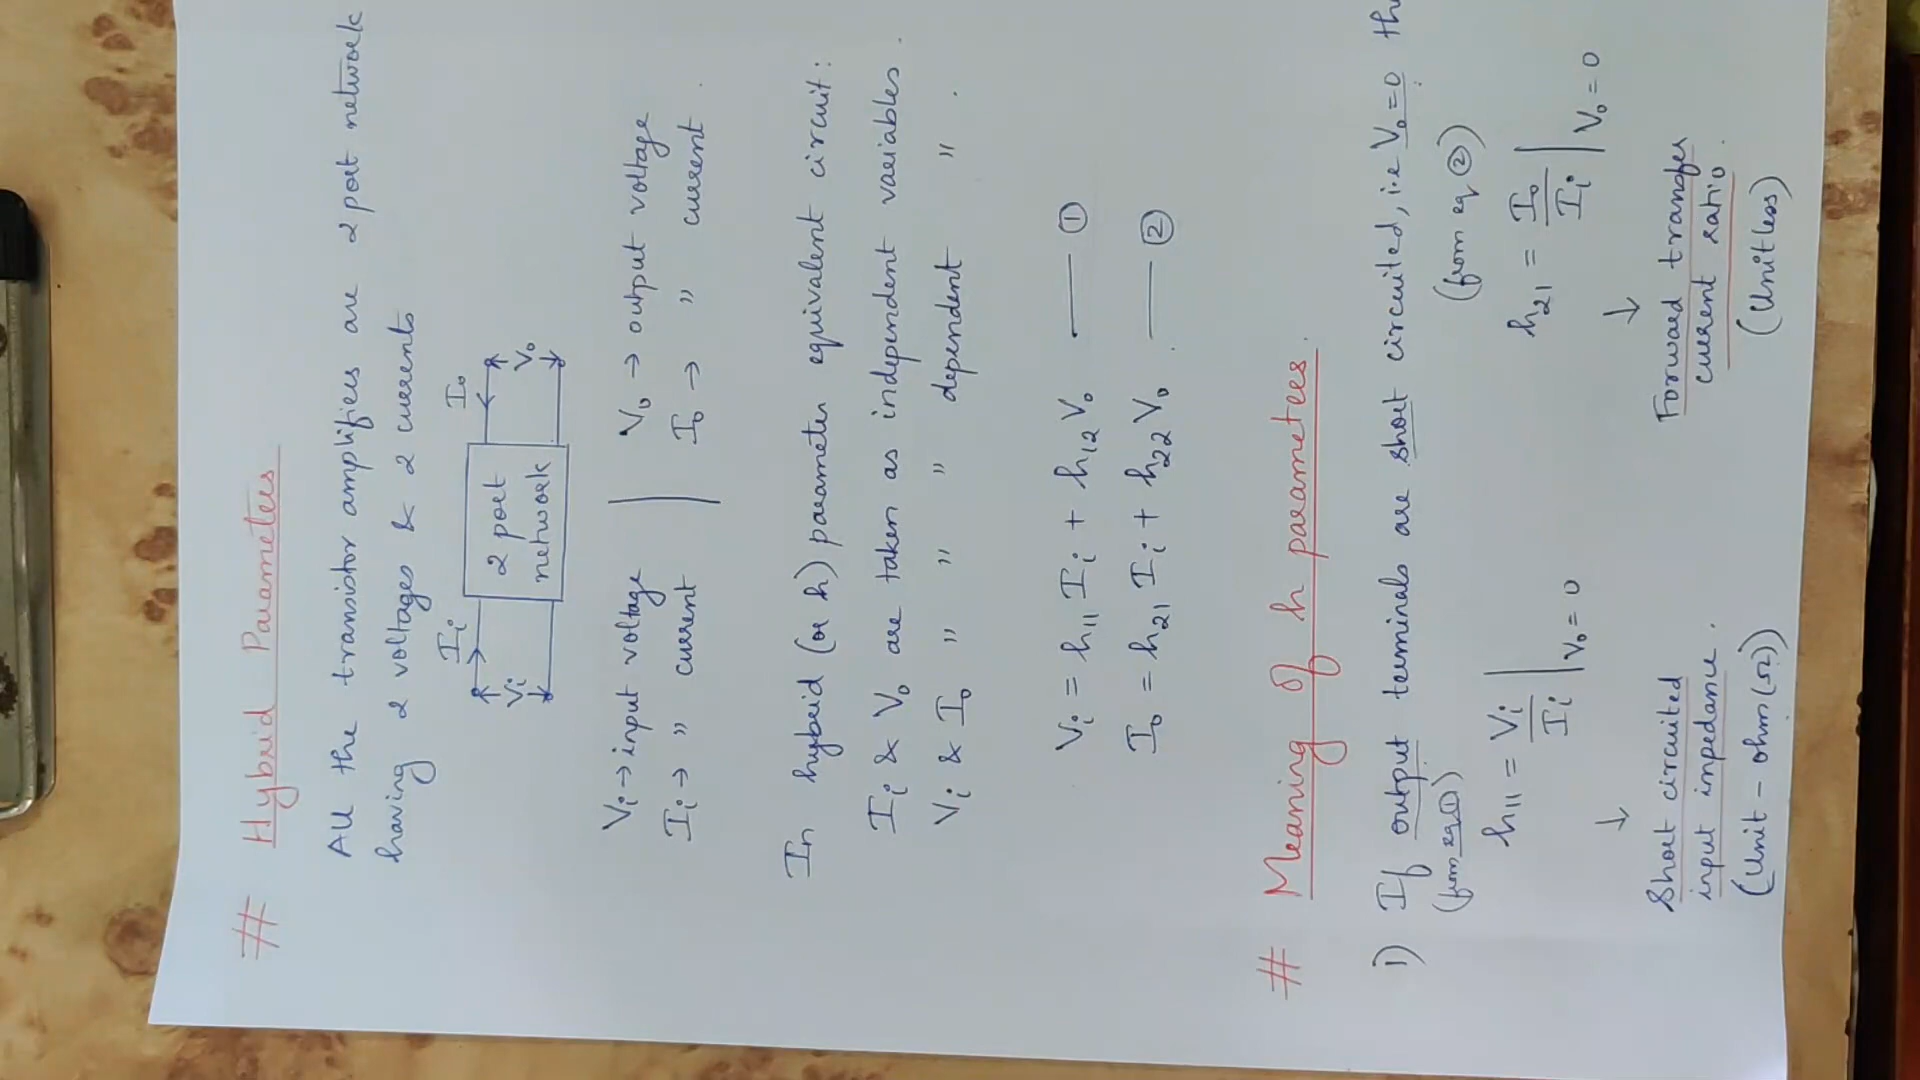 # Hybrid Parameters
All the transistor amplifiers are 2 port network
having 2 voltages & 2 currents
Ii Io
Vi 2 port network Vo
Vi → input voltage | Vo → output voltage
Ii → " current | Io → " current.
In hybrid (or h) parameter equivalent circuit:
Ii & Vo are taken as independent variables.
Vi & Io " " " dependent " .
Vi = h11 Ii + h12 Vo —— ①
Io = h21 Ii + h22 Vo. —— ②
# Meaning of h parameters.
1) If output terminals are short circuited, i.e Vo=0
(from eq ①) (from eq ②)
h11 = Vi/Ii | Vo=0 h21 = Io/Ii | Vo=0
↓ ↓
Short circuited Forward transfer
input impedance. current ratio.
(Unit - ohm (Ω)) (Unitless)